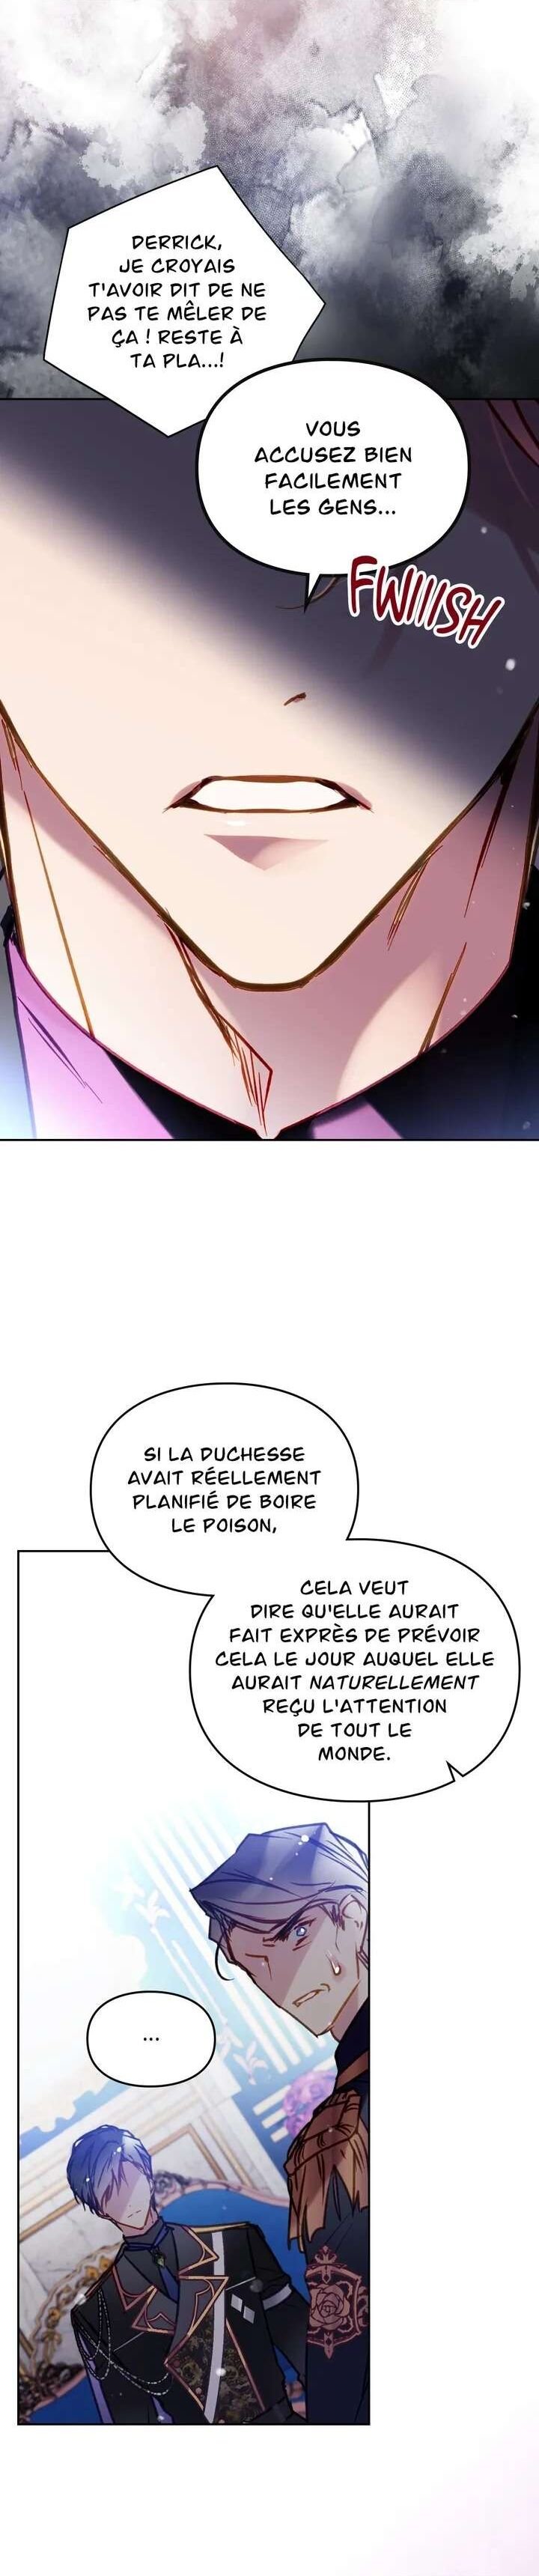 DERRICK,
JE CROYAIS
T'AVOIR DIT DE NE
PAS TE MÊLER DE
ÇA ! RESTE À
TA PLA...!
VOUS
ACCUSEZ BIEN
FACILEMENT
LES GENS...
FWIIISH
SI LA DUCHESSE
AVAIT RÉELLEMENT
PLANIFIÉ DE BOIRE
LE POISON,
CELA VEUT
DIRE QU'ELLE AURAIT
FAIT EXPRÈS DE PRÉVOIR
CELA LE JOUR AUQUEL ELLE
AURAIT NATURELLEMENT
REÇU L'ATTENTION
DE TOUT LE
MONDE.
...